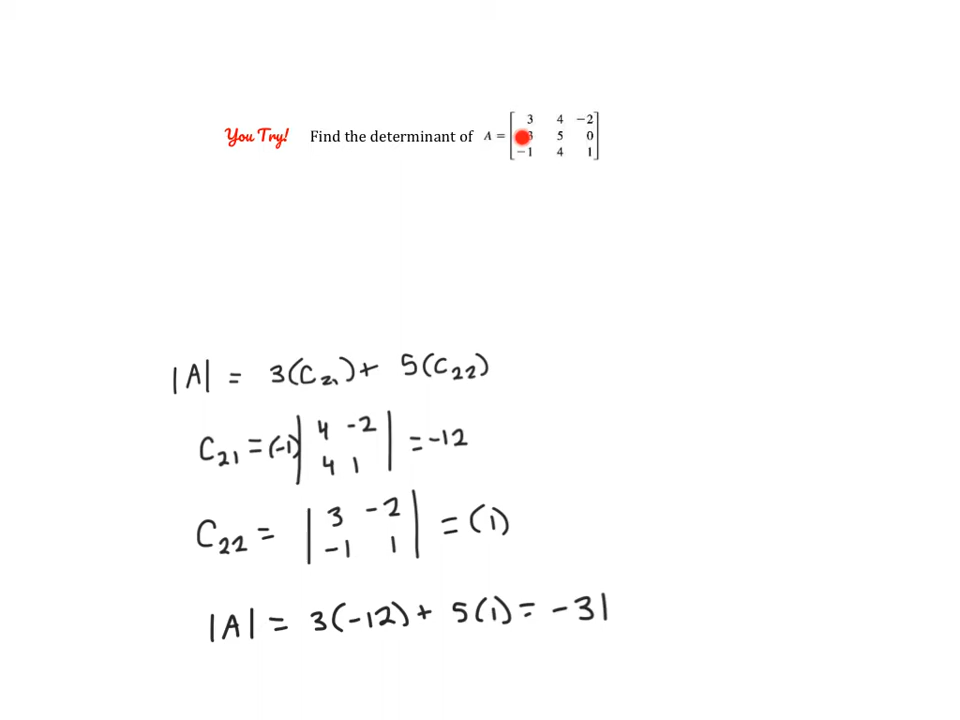 You Try! Find the determinant of A = [ 3 4 −2
3 5 0
−1 4 1 ]
|A| = 3(C₂₁) + 5(C₂₂)
C₂₁ = (-1) | 4 -2 | = -12
4 1
C₂₂ = | 3 -2 | = (1)
-1 1
|A| = 3(-12) + 5(1) = -31